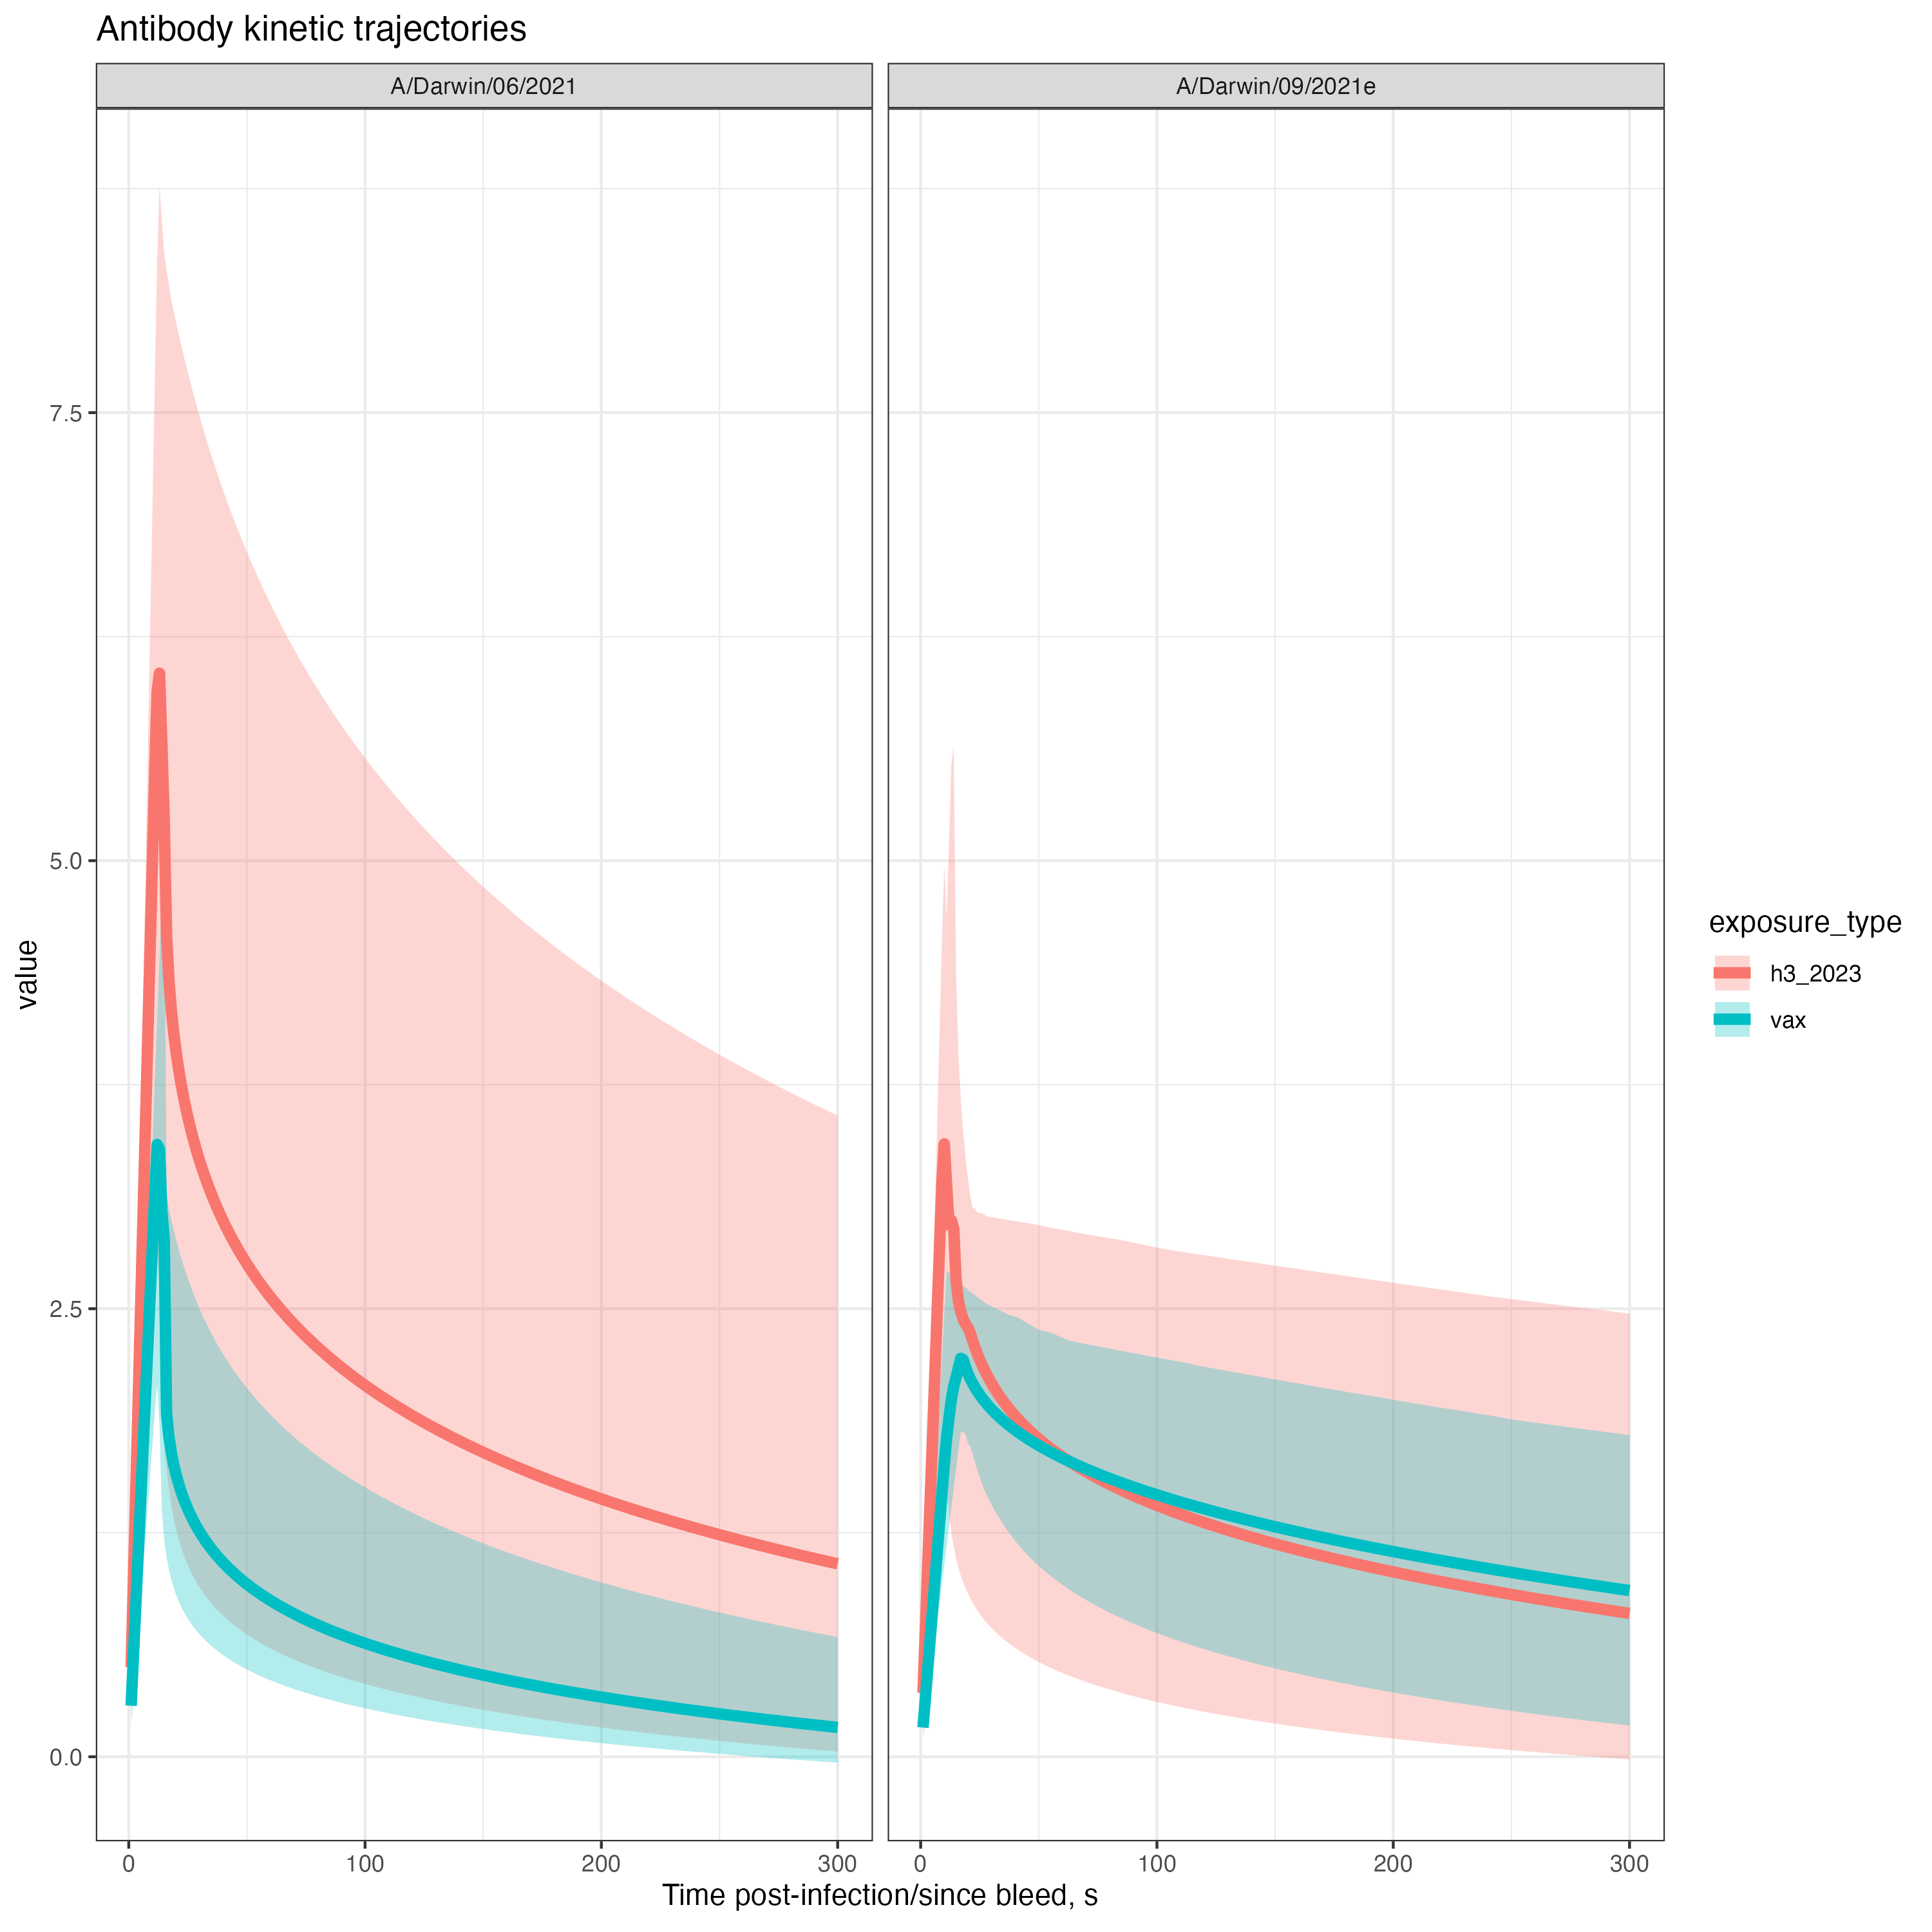 Antibody kinetic trajectories
A/Darwin/06/2021
A/Darwin/09/2021e
7.5
5.0
2.5
0.0
value
0
100
200
300
0
100
200
300
Time post-infection/since bleed, s
exposure_type
h3_2023
vax